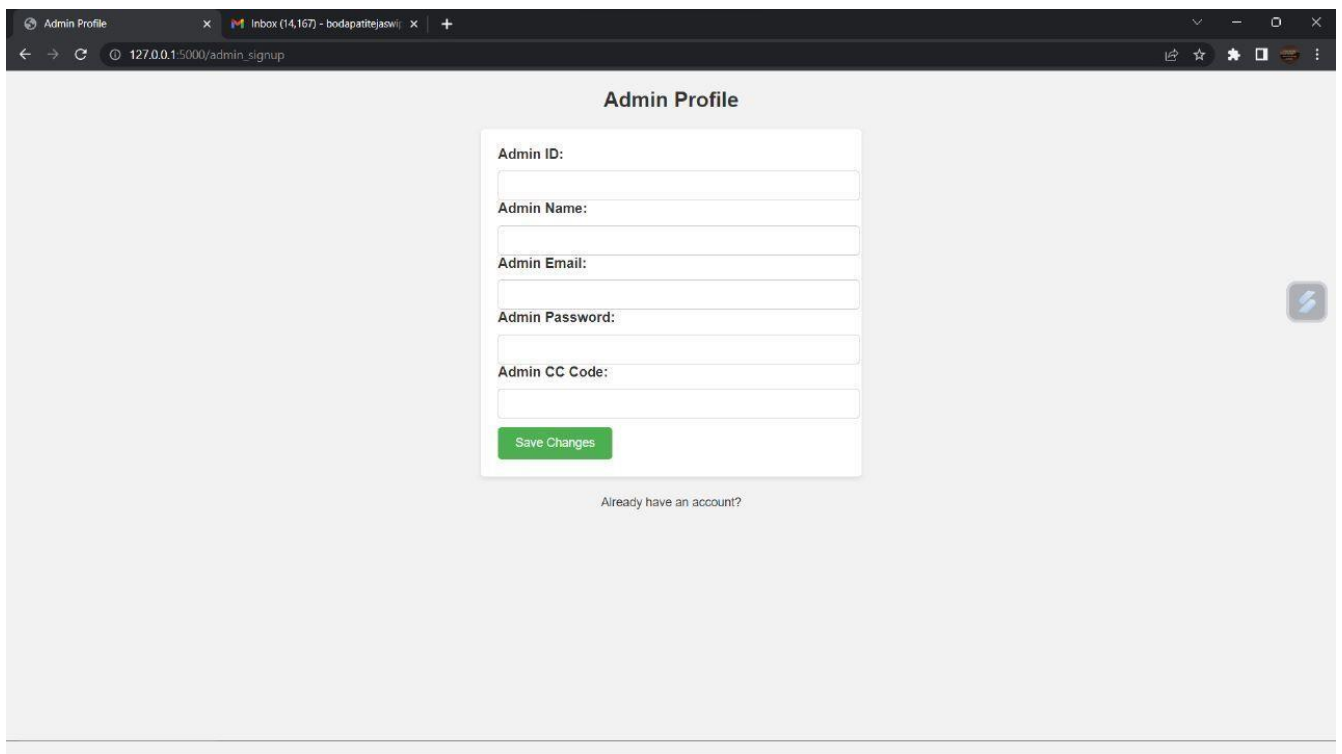 Admin Profile
Inbox (14,167) - bodapatitejaswi
127.0.0.1:5000/admin_signup
Admin Profile
Admin ID:
Admin Name:
Admin Email:
Admin Password:
Admin CC Code:
Save Changes
Already have an account?